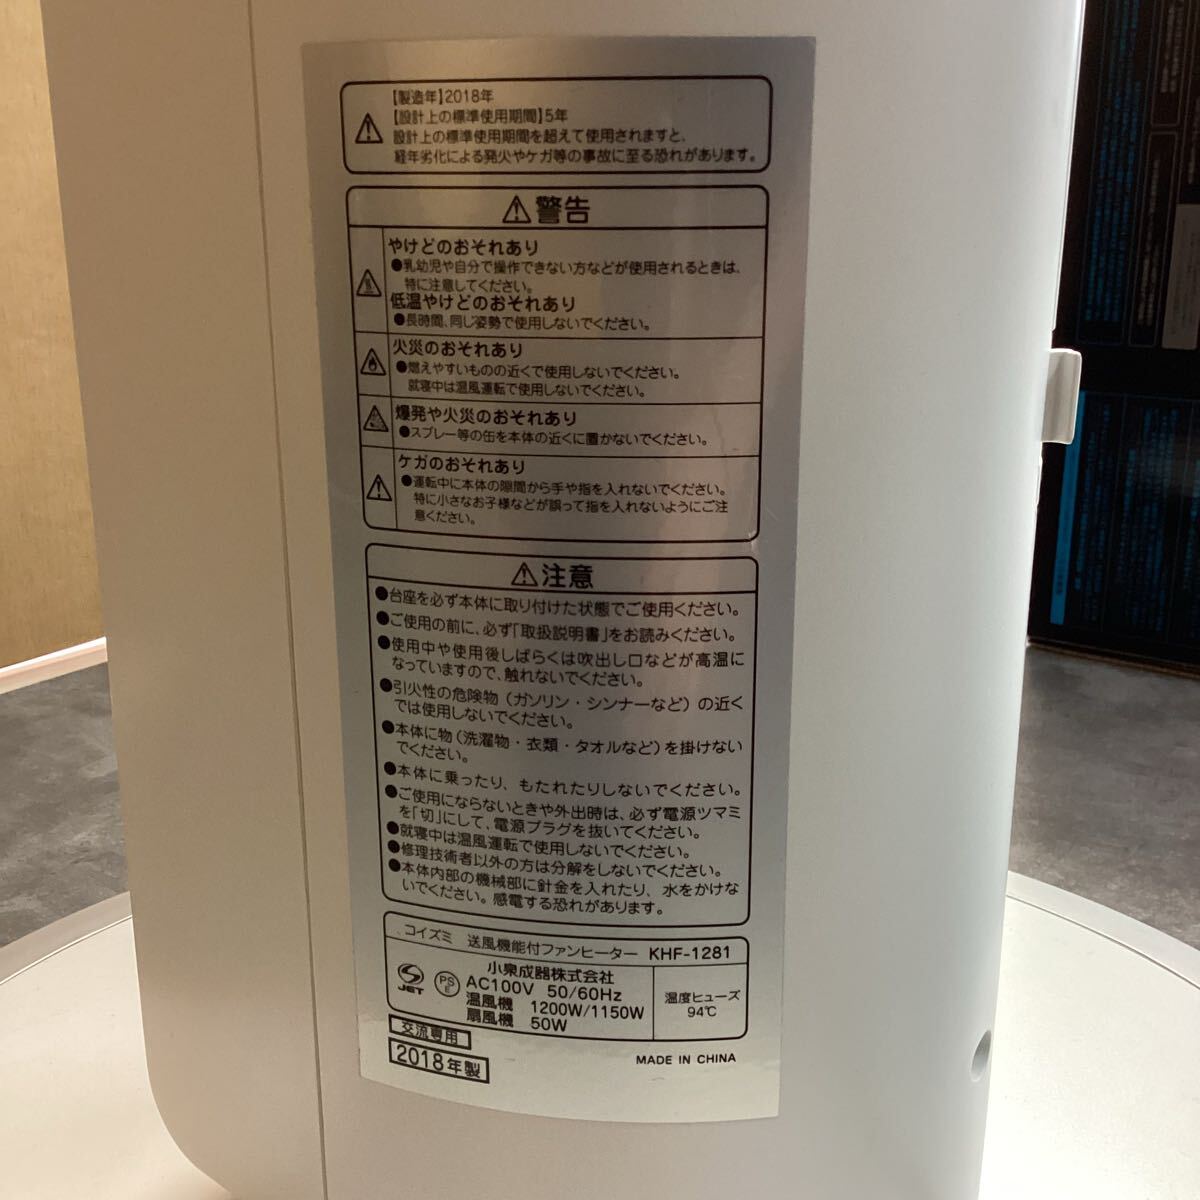 【製造年】2018年
【設計上の標準使用期間】5年
設計上の標準使用期間を超えて使用されますと、
経年劣化による発火やケガ等の事故に至る恐れがあります。
警告
やけどのおそれあり
●乳幼児や自分で操作できない方などが使用されるときは、
特に注意してください。
低温やけどのおそれあり
●長時間、同じ姿勢で使用しないでください。
火災のおそれあり
●燃えやすいものの近くで使用しないでください。
就寝中は温風運転で使用しないでください。
爆発や火災のおそれあり
●スプレー等の缶を本体の近くに置かないでください。
ケガのおそれあり
●運転中に本体の隙間から手や指を入れないでください。
特に小さなお子様などが誤って指を入れないようにご注
意ください。
注意
●台座を必ず本体に取り付けた状態でご使用ください。
●ご使用の前に、必ず「取扱説明書」をお読みください。
●使用中や使用後しばらくは吹出し口などが高温に
なっていますので、触れないでください。
●引火性の危険物(ガソリン・シンナーなど)の近く
では使用しないでください。
●本体に物(洗濯物・衣類・タオルなど)を掛けない
でください。
●本体に乗ったり、もたれたりしないでください。
●ご使用にならないときや外出時は、必ず電源ツマミ
を「切」にして、電源プラグを抜いてください。
●就寝中は温風運転で使用しないでください。
●修理技術者以外の方は分解をしないでください。
●本体内部の機械部に針金を入れたり、水をかけな
いでください。感電する恐れがあります。
コイズミ 送風機能付ファンヒーター KHF-1281
小泉成器株式会社
JET
PS
E
AC100V 50/60Hz
温風機 1200W/1150W
扇風機 50W
温度ヒューズ
94℃
交流専用
2018年製
MADE IN CHINA